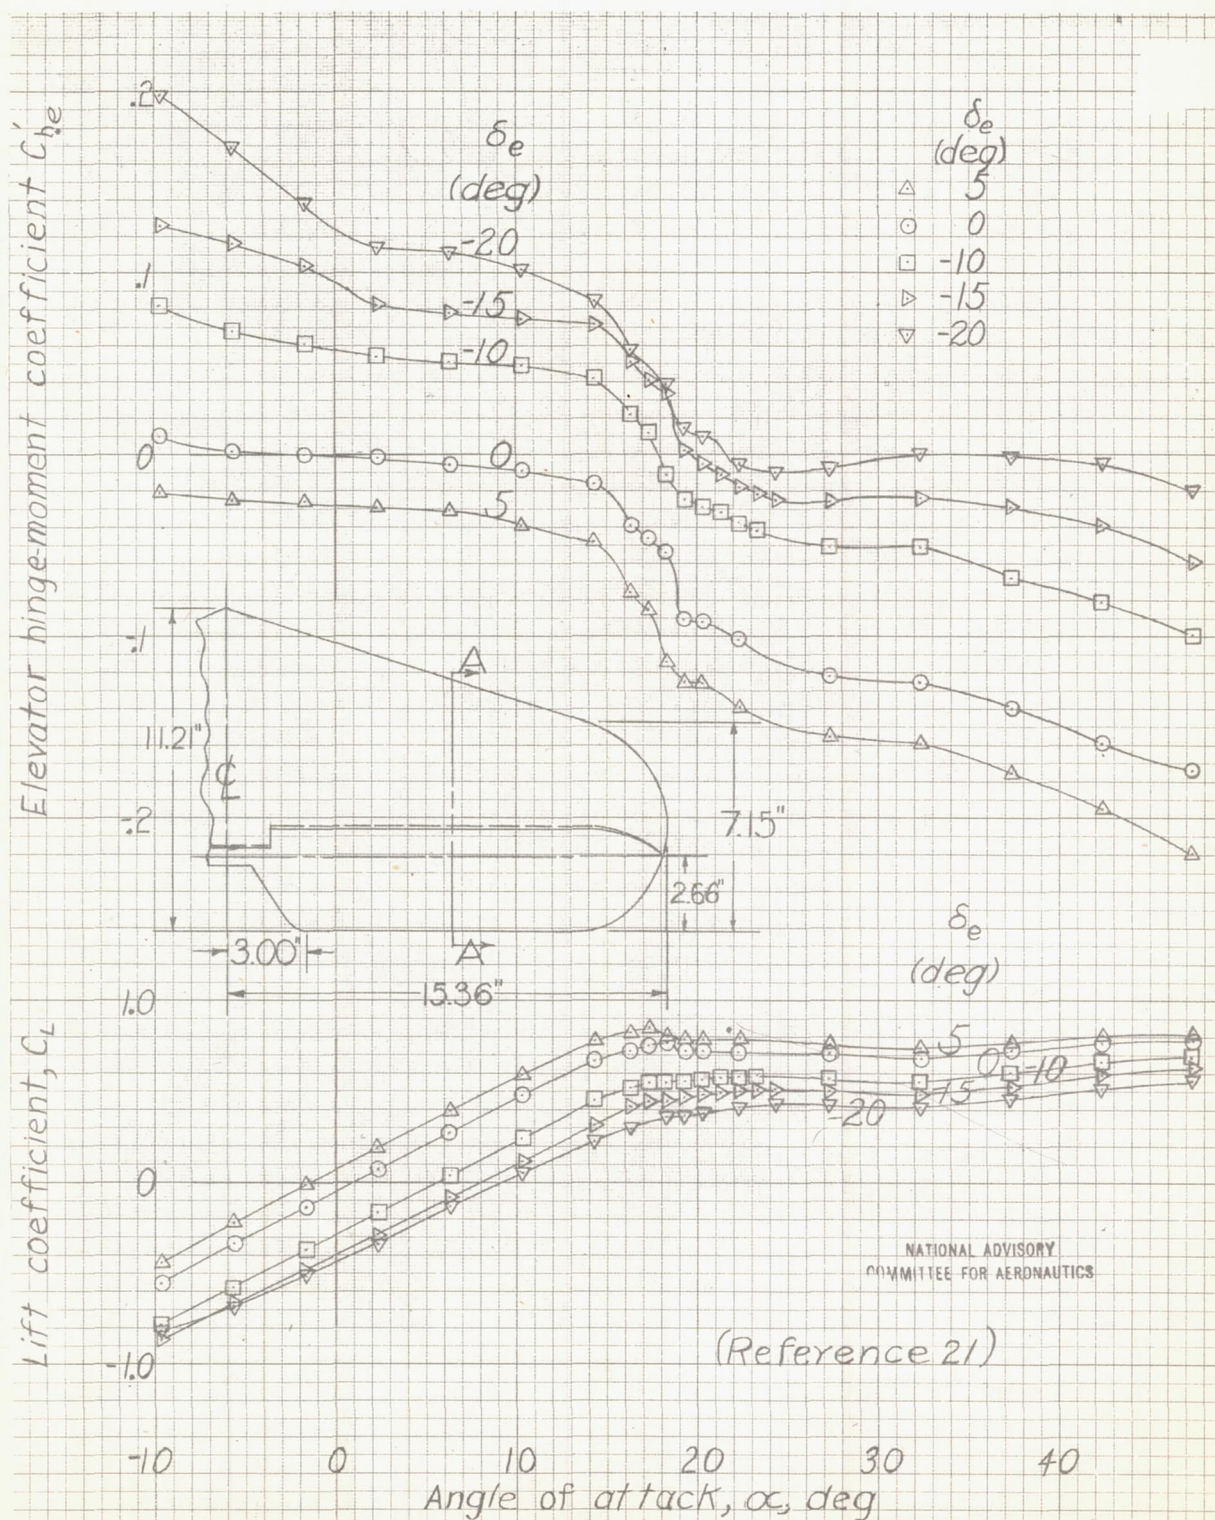 Elevator hinge-moment coefficient C'he
.2
.1
0
-.1
-.2
δe
(deg)
-20
-15
-10
0
5
δe
(deg)
5
0
-10
-15
-20
A
11.21"
℄
7.15"
2.66"
3.00"
A
15.36"
Lift coefficient, CL
1.0
0
-1.0
δe
(deg)
5
0
-10
-15
-20
NATIONAL ADVISORY
COMMITTEE FOR AERONAUTICS
(Reference 21)
-10 0 10 20 30 40
Angle of attack, α, deg